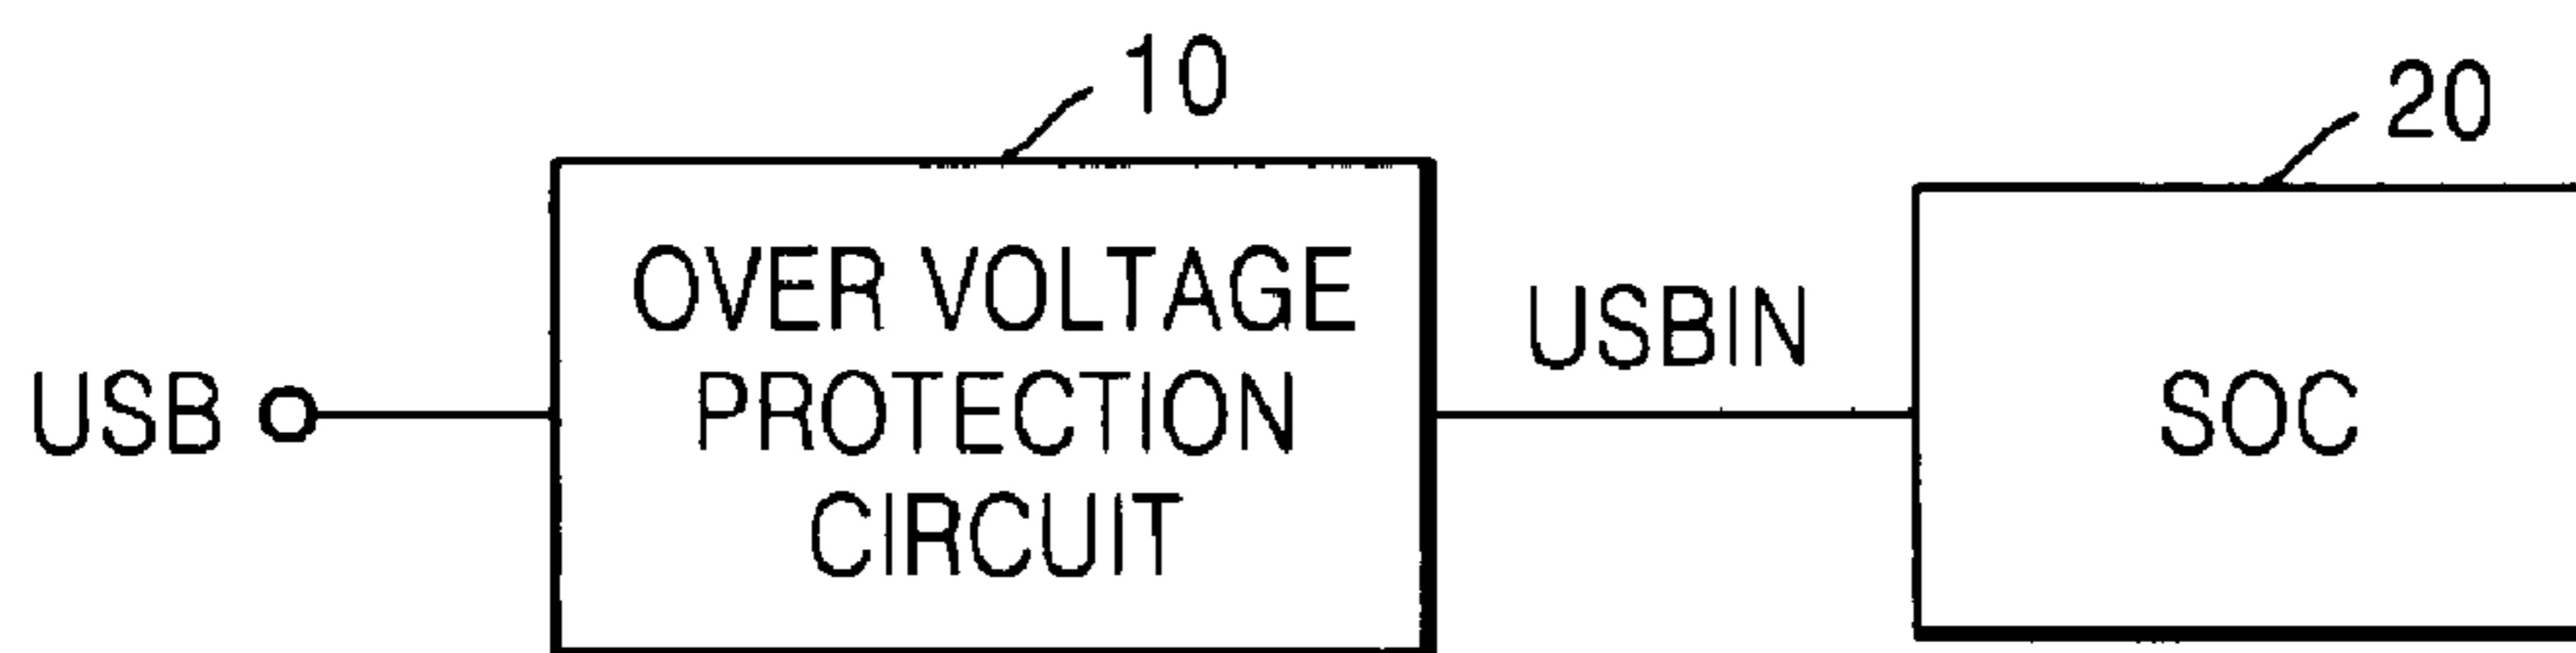 10
20
OVER VOLTAGE
PROTECTION
CIRCUIT
USBIN
USB
SOC